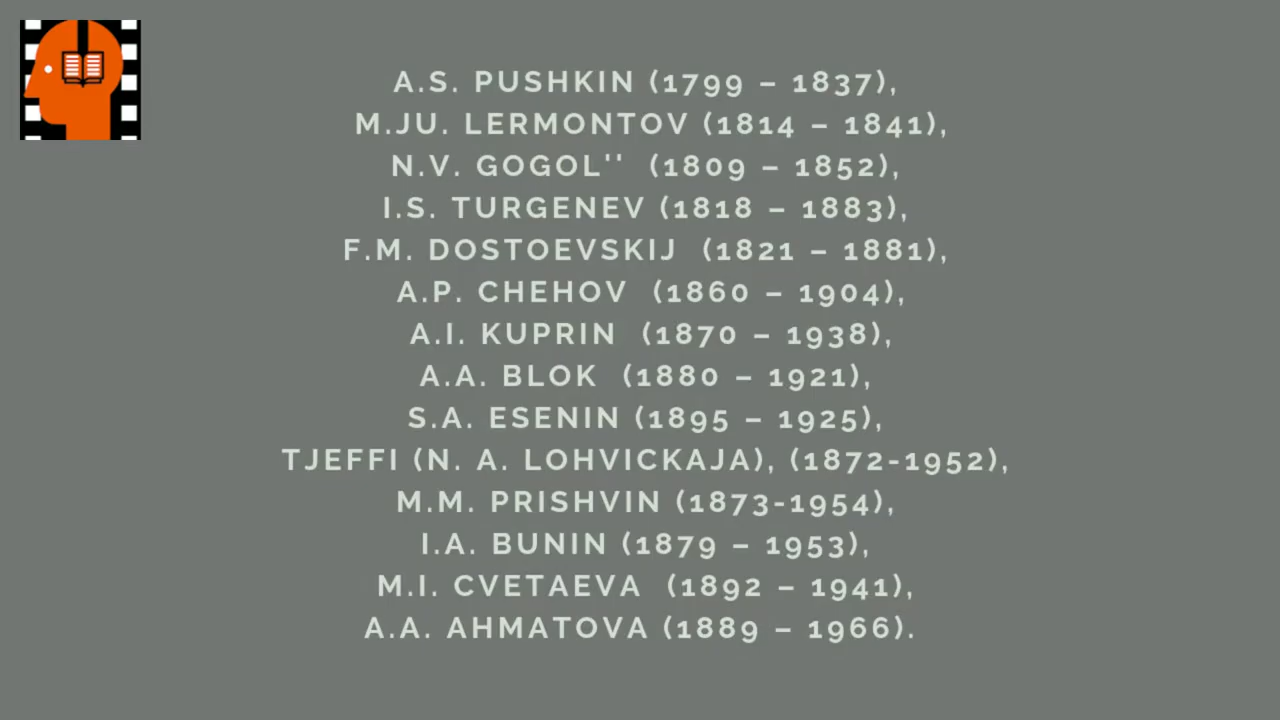 A.S. PUSHKIN (1799 – 1837),
M.JU. LERMONTOV (1814 – 1841),
N.V. GOGOL'' (1809 – 1852),
I.S. TURGENEV (1818 – 1883),
F.M. DOSTOEVSKIJ (1821 – 1881),
A.P. CHEHOV (1860 – 1904),
A.I. KUPRIN (1870 – 1938),
A.A. BLOK (1880 – 1921),
S.A. ESENIN (1895 – 1925),
TJEFFI (N. A. LOHVICKAJA), (1872-1952),
M.M. PRISHVIN (1873-1954),
I.A. BUNIN (1879 – 1953),
M.I. CVETAEVA (1892 – 1941),
A.A. AHMATOVA (1889 – 1966).